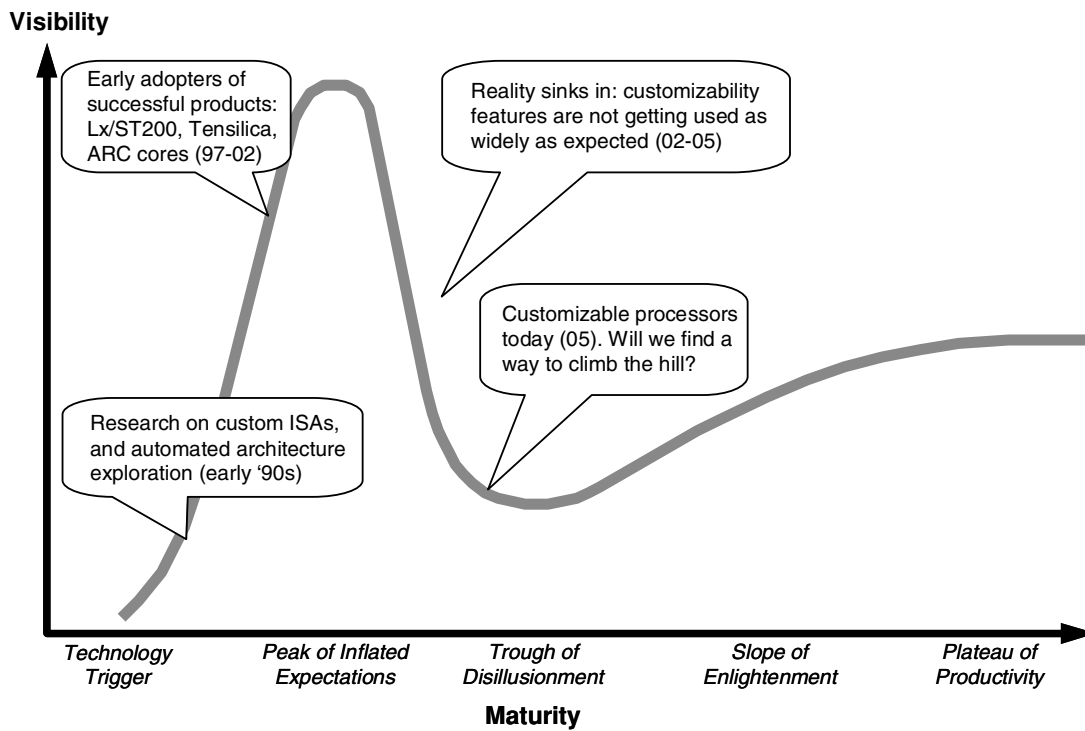 Visibility
Early adopters of
successful products:
Lx/ST200, Tensilica,
ARC cores (97-02)
Reality sinks in: customizability
features are not getting used as
widely as expected (02-05)
Customizable processors
today (05). Will we find a
way to climb the hill?
Research on custom ISAs,
and automated architecture
exploration (early ‘90s)
Technology
Trigger
Peak of Inflated
Expectations
Trough of
Disillusionment
Slope of
Enlightenment
Plateau of
Productivity
Maturity